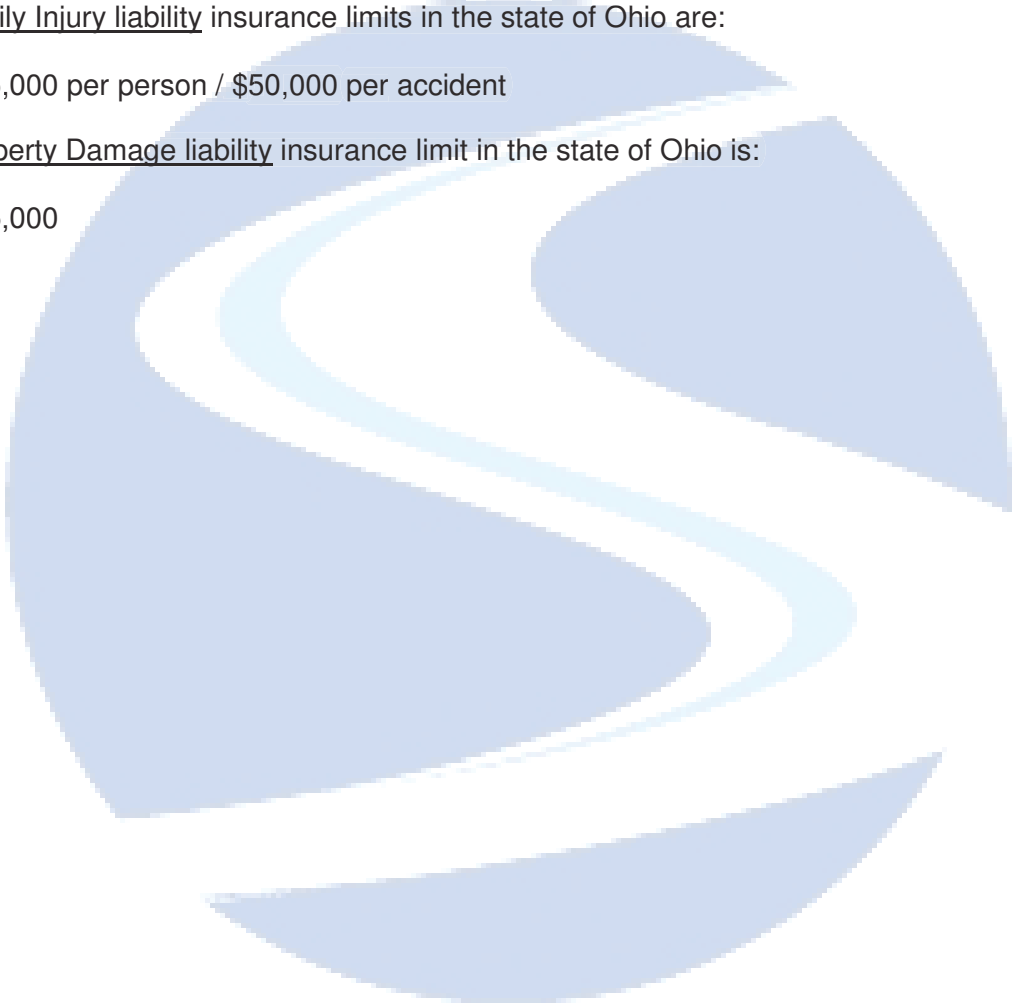 ily Injury liability insurance limits in the state of Ohio are:
,000 per person / $50,000 per accident
perty Damage liability insurance limit in the state of Ohio is:
,000